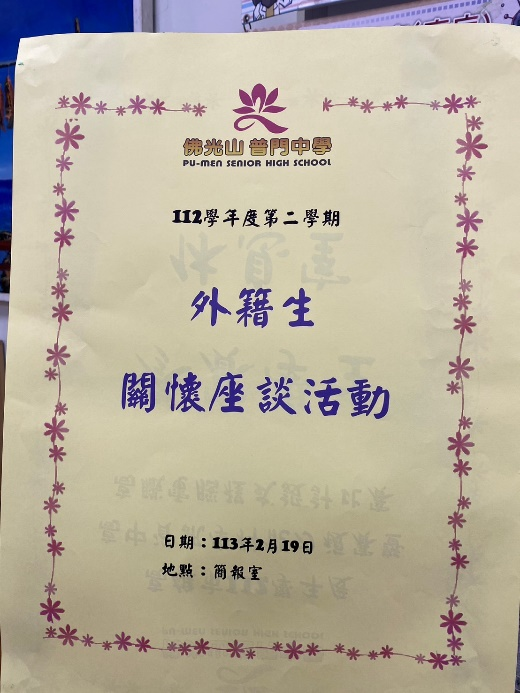 佛光山 普門中學
PU-MEN SENIOR HIGH SCHOOL
112學年度第二學期
外籍生
關懷座談活動
日期：113年2月19日
地點：簡報室